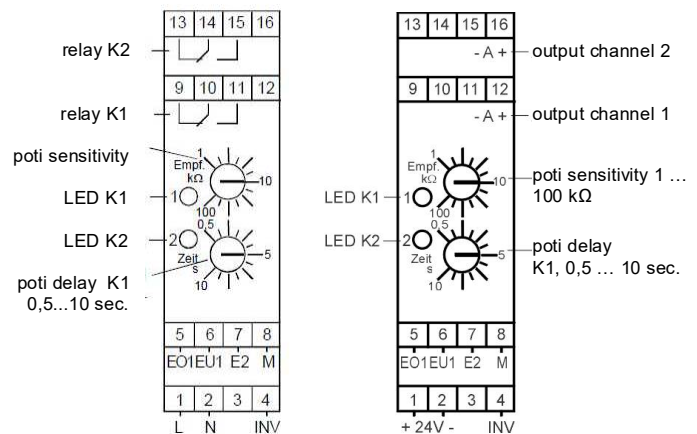 13 14 15 16
relay K2
9 10 11 12
relay K1
poti sensitivity
1
Empf.
kΩ
10
LED K1
1
100
0,5
LED K2
2
Zeit
s
5
10
poti delay K1
0,5...10 sec.
5 6 7 8
EO1 EU1 E2 M
1 2 3 4
L N INV
13 14 15 16
- A +
output channel 2
9 10 11 12
- A +
output channel 1
1
Empf.
kΩ
10
poti sensitivity 1 ...
100 kΩ
LED K1
1
100
0,5
LED K2
2
Zeit
s
5
10
poti delay
K1, 0,5 ... 10 sec.
5 6 7 8
EO1 EU1 E2 M
1 2 3 4
+ 24V - INV